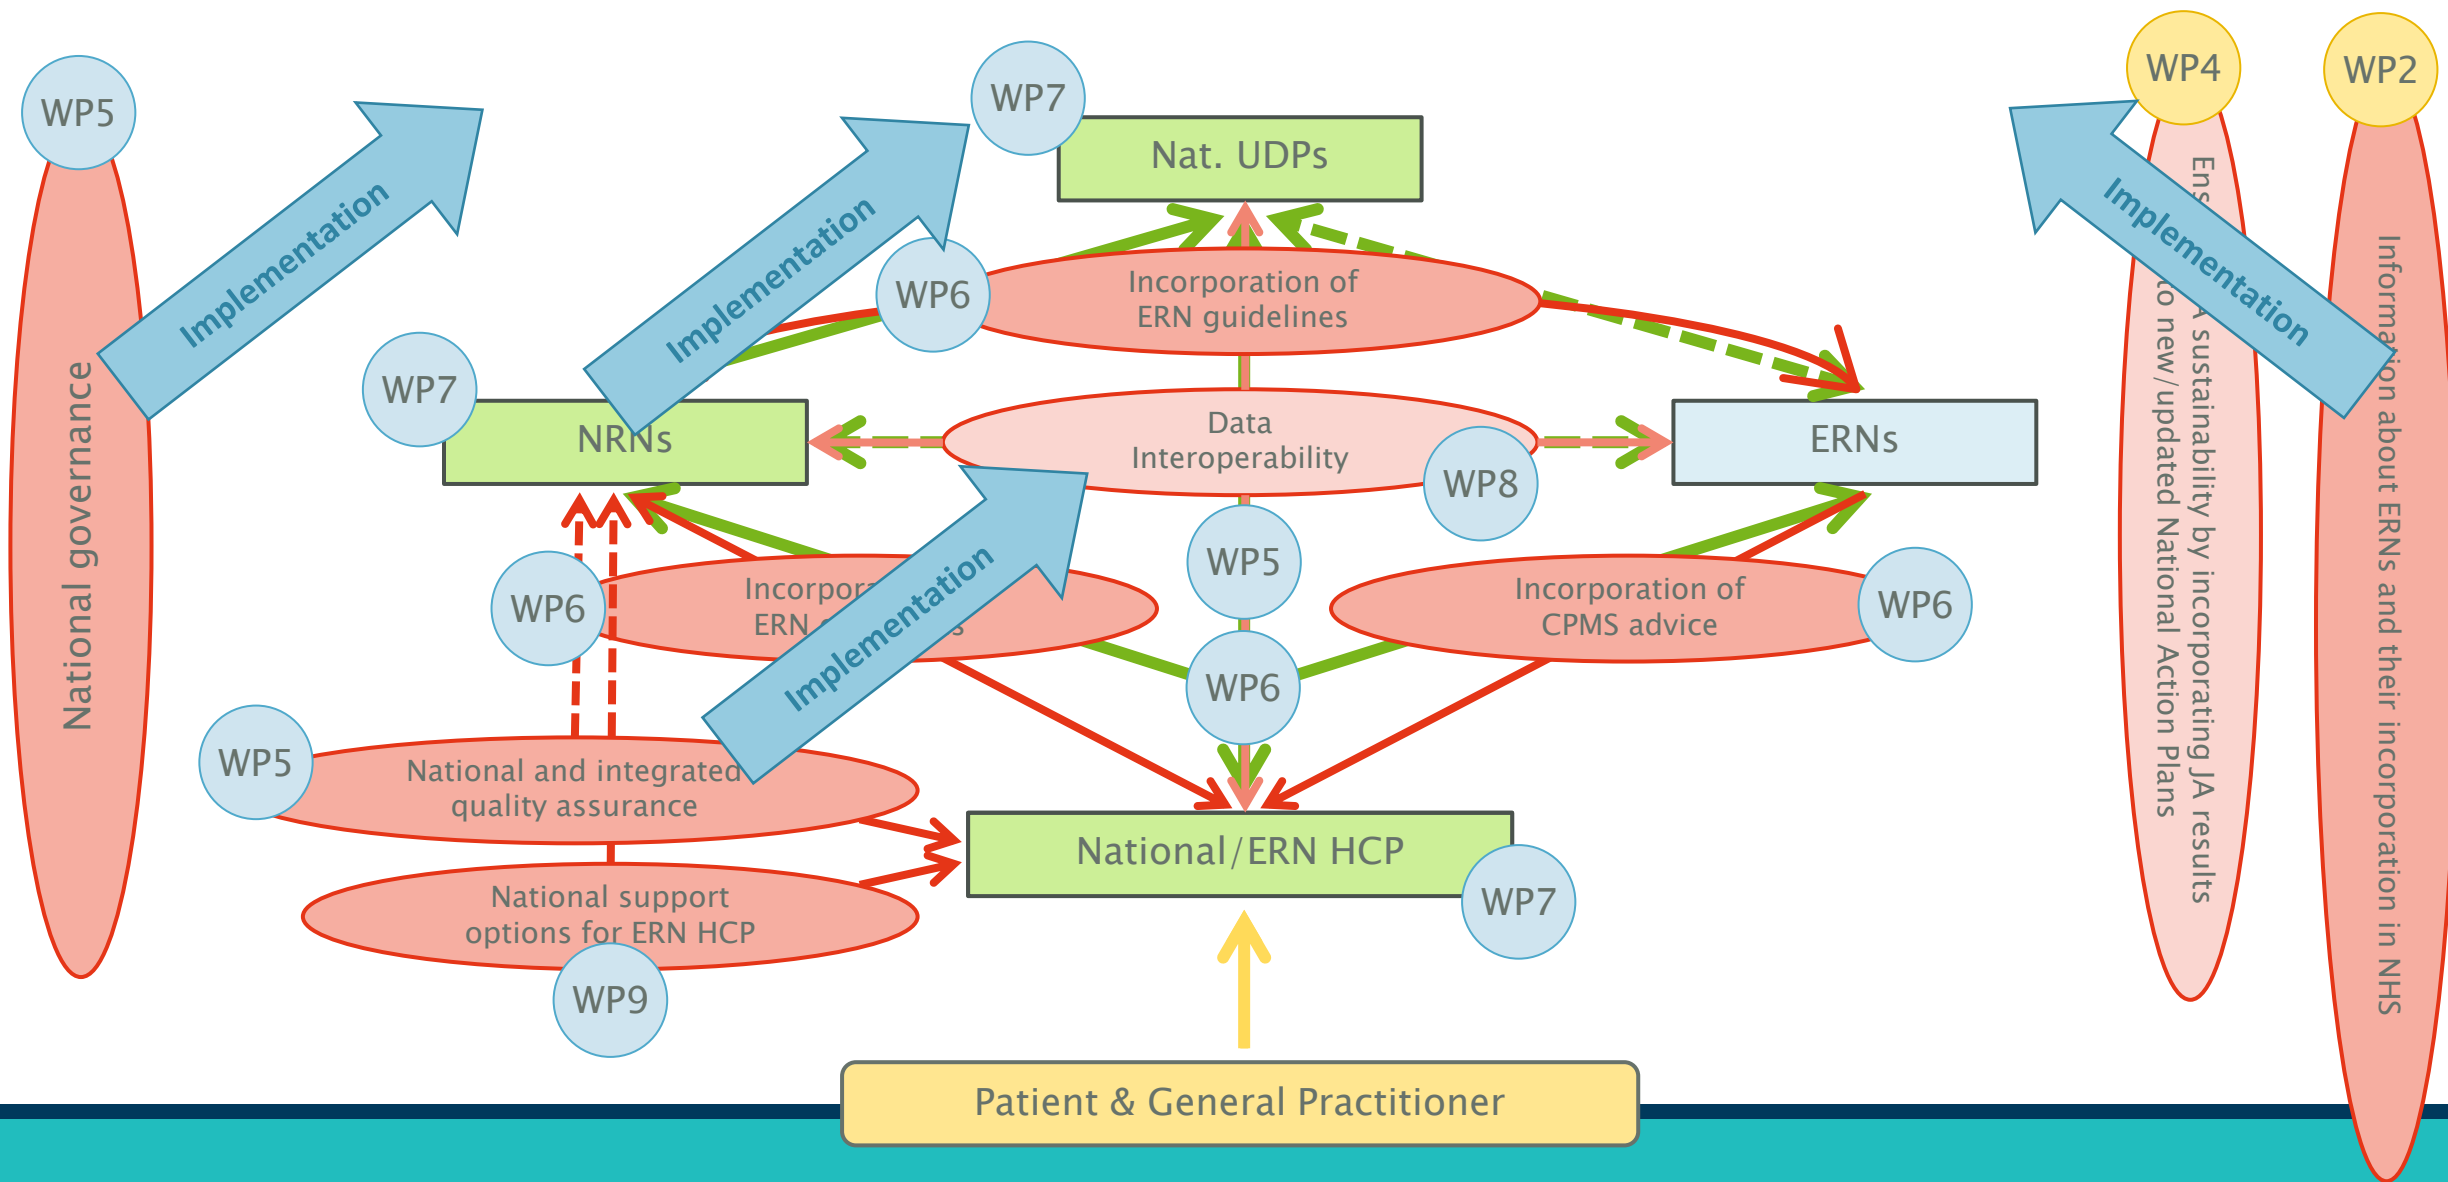 WP5
WP7
WP4
WP2
Nat. UDPs
Implementation
Implementation
Implementation
WP6
Incorporation of
ERN guidelines
WP7
NRNs
Data
Interoperability
WP8
ERNs
National governance
sustainability by incorporating JA results
to new/updated National Action Plans
Information about ERNs and their incorporation in NHS
WP5
WP6
ERN
Implementation
Incorporation of
CPMS advice
WP6
WP6
WP5
National and integrated
quality assurance
National/ERN HCP
WP7
National support
options for ERN HCP
WP9
Patient & General Practitioner